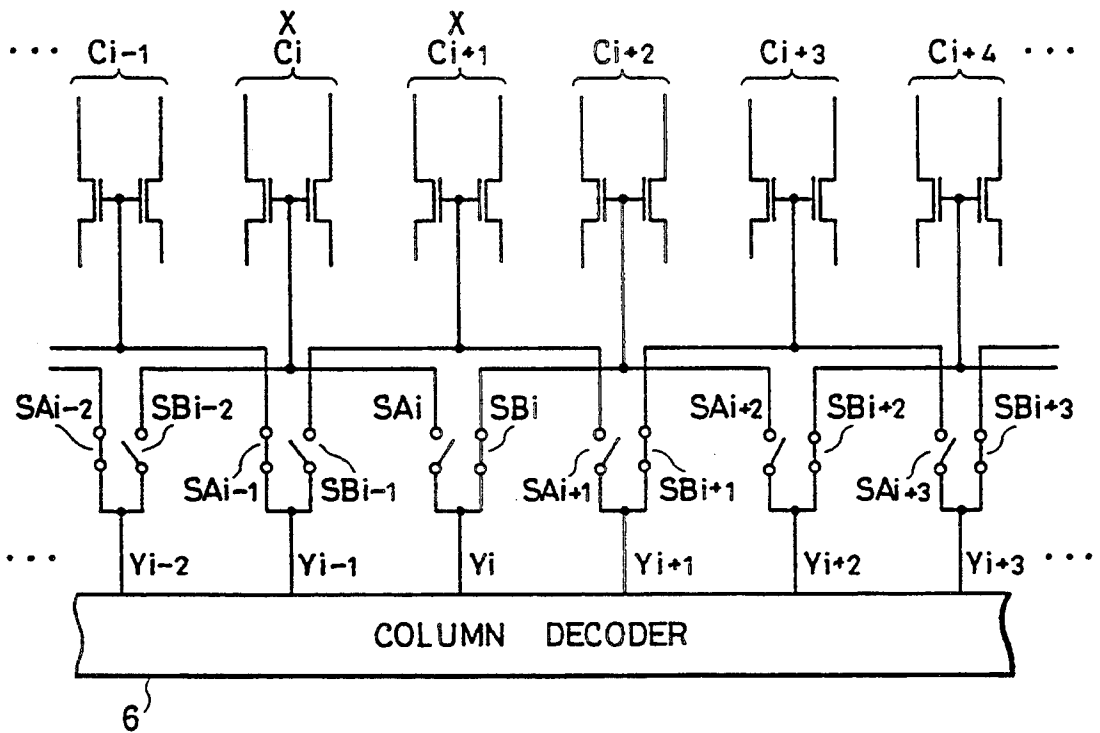 X X
··· Ci-1 Ci Ci+1 Ci+2 Ci+3 Ci+4 ···
SAi-2 SBi-2 SAi SBi SAi+2 SBi+2 SBi+3
SAi-1 SBi-1 SAi+1 SBi+1 SAi+3
··· Yi-2 Yi-1 Yi Yi+1 Yi+2 Yi+3 ···
COLUMN DECODER
6